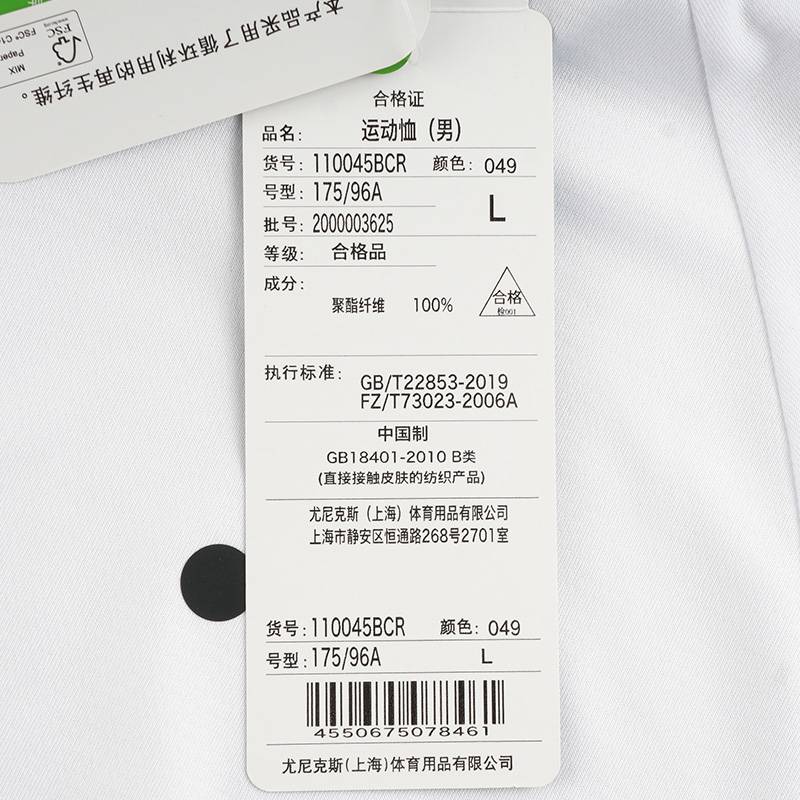 本产品采用了循环利用的再生纤维。
FSC
MIX
Paper
FSC® C1
合格证
品名： 运动恤（男）
货号：110045BCR 颜色：049
号型：175/96A
L
批号：2000003625
等级： 合格品
成分：
聚酯纤维 100%
合格
检001
执行标准：
GB/T22853-2019
FZ/T73023-2006A
中国制
GB18401-2010 B类
(直接接触皮肤的纺织产品)
尤尼克斯（上海）体育用品有限公司
上海市静安区恒通路268号2701室
货号：110045BCR 颜色：049
号型：175/96A L
4550675078461
尤尼克斯(上海)体育用品有限公司